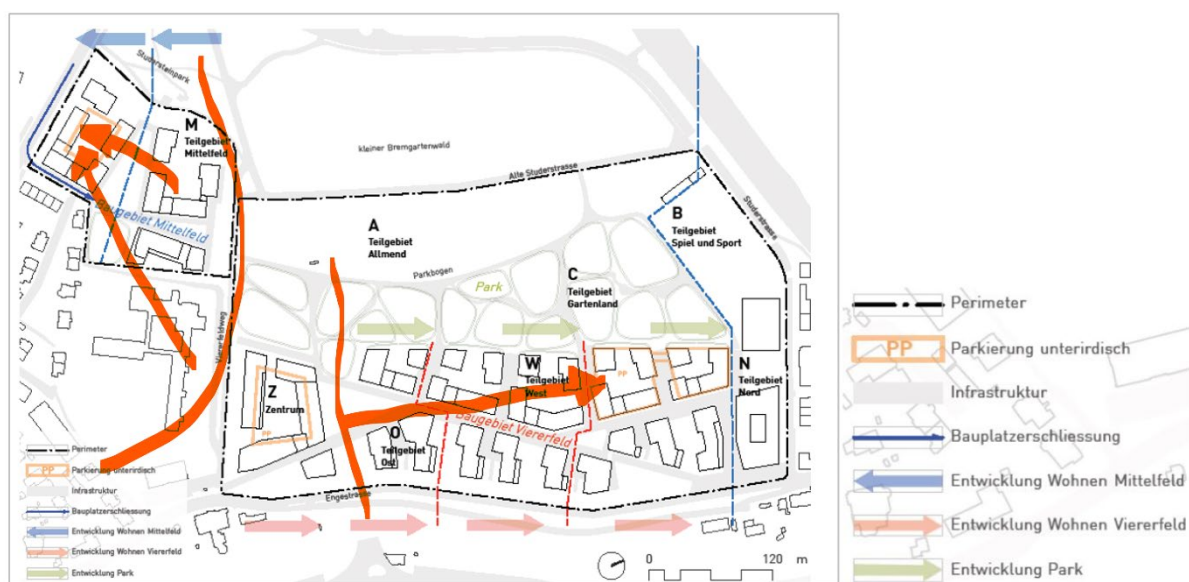 Studersteinpark
M
Teilgebiet
Mittelfeld
kleiner Bremgartenwald
Alte Studerstrasse
Studerstrasse
Baugebiet Mittelfeld
A
Teilgebiet
Allmend
B
Teilgebiet
Spiel und Sport
Parkbogen
Park
C
Teilgebiet
Gartenland
Viererfeldweg
Z
Zentrum
PP
W
Teilgebiet
West
PP
N
Teilgebiet
Nord
Baugebiet Viererfeld
O
Teilgebiet
Ost
Engestrasse
0 120 m
Perimeter
PP Parkierung unterirdisch
Infrastruktur
Bauplatzerschliessung
Entwicklung Wohnen Mittelfeld
Entwicklung Wohnen Viererfeld
Entwicklung Park
Perimeter
PP Parkierung unterirdisch
Infrastruktur
Bauplatzerschliessung
Entwicklung Wohnen Mittelfeld
Entwicklung Wohnen Viererfeld
Entwicklung Park